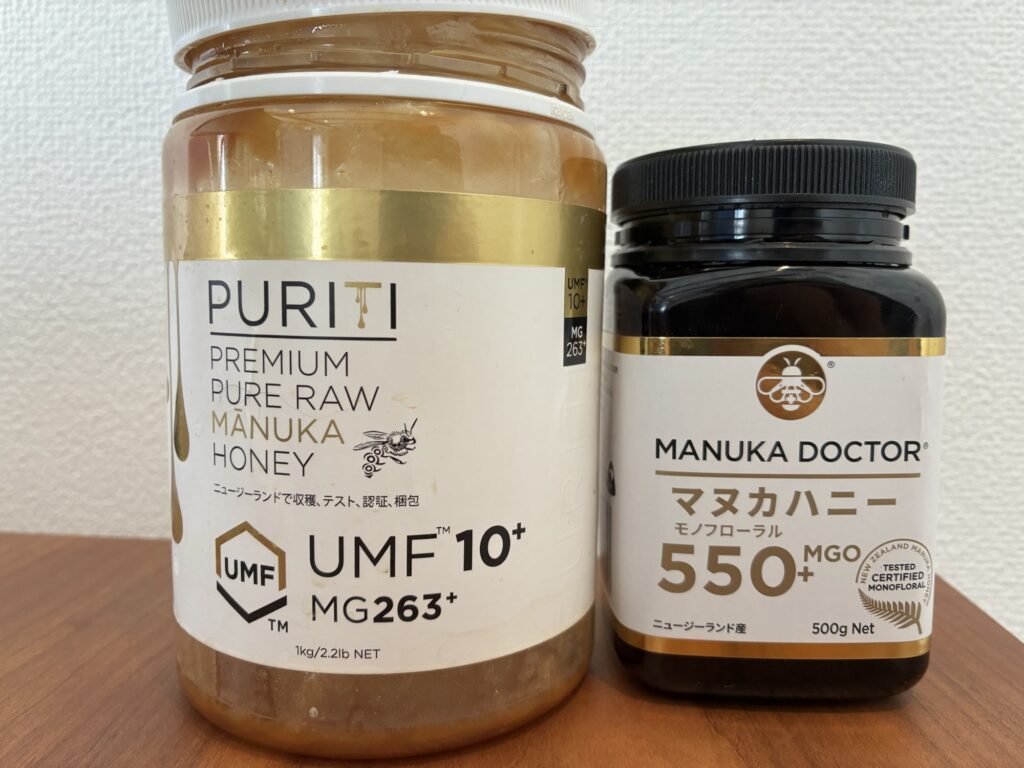 PURITI
PREMIUM
PURE RAW
MĀNUKA
HONEY
ニュージーランドで収穫、テスト、認証、梱包
UMF
TM
UMF™ 10+
MG263+
1kg/2.2lb NET
UMF
10+
MG
263+
®
MANUKA DOCTOR®
マヌカハニー
モノフローラル
550+ MGO
NEW ZEALAND MANUKA HONEY
TESTED
CERTIFIED
MONOFLORAL
ニュージーランド産
500g Net